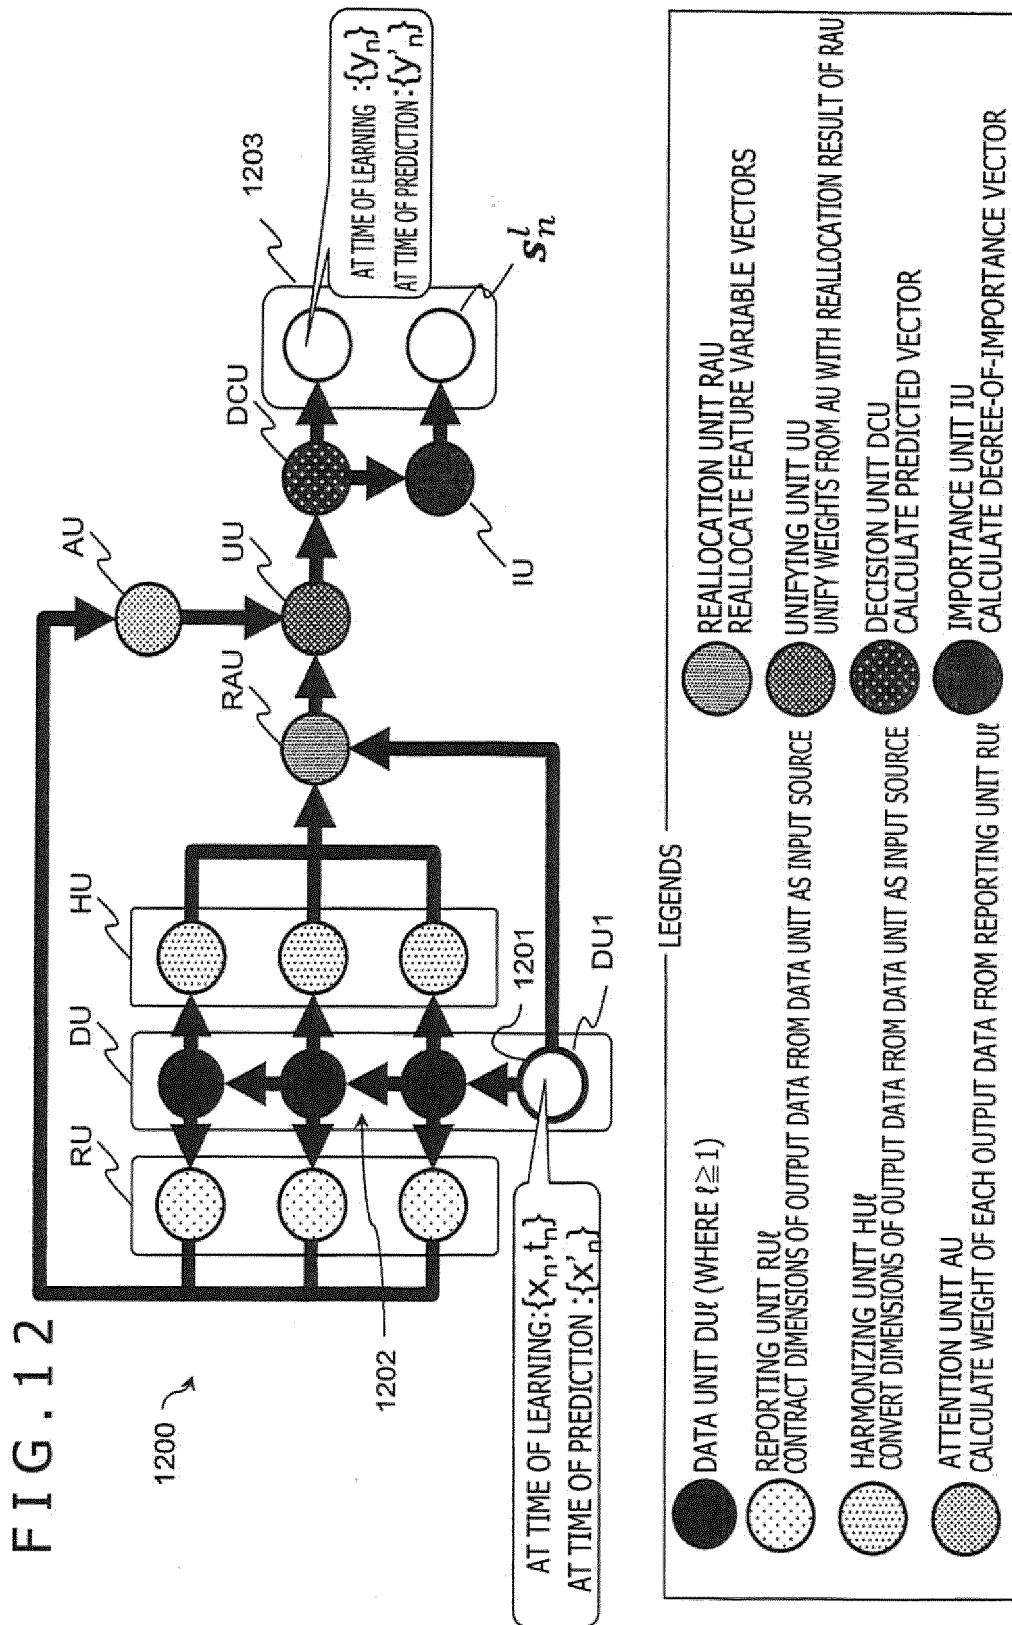 FIG.12
1200
RU
DU
HU
1202
1201
DU1
AT TIME OF LEARNING:{xn,tn}
AT TIME OF PREDICTION:{x'n}
AU
RAU
UU
DCU
IU
1203
AT TIME OF LEARNING :{yn}
AT TIME OF PREDICTION:{y'n}
s_n^l
LEGENDS
DATA UNIT DUℓ (WHERE ℓ≧1)
REPORTING UNIT RUℓ
CONTRACT DIMENSIONS OF OUTPUT DATA FROM DATA UNIT AS INPUT SOURCE
HARMONIZING UNIT HUℓ
CONVERT DIMENSIONS OF OUTPUT DATA FROM DATA UNIT AS INPUT SOURCE
ATTENTION UNIT AU
CALCULATE WEIGHT OF EACH OUTPUT DATA FROM REPORTING UNIT RUℓ
REALLOCATION UNIT RAU
REALLOCATE FEATURE VARIABLE VECTORS
UNIFYING UNIT UU
UNIFY WEIGHTS FROM AU WITH REALLOCATION RESULT OF RAU
DECISION UNIT DCU
CALCULATE PREDICTED VECTOR
IMPORTANCE UNIT IU
CALCULATE DEGREE-OF-IMPORTANCE VECTOR